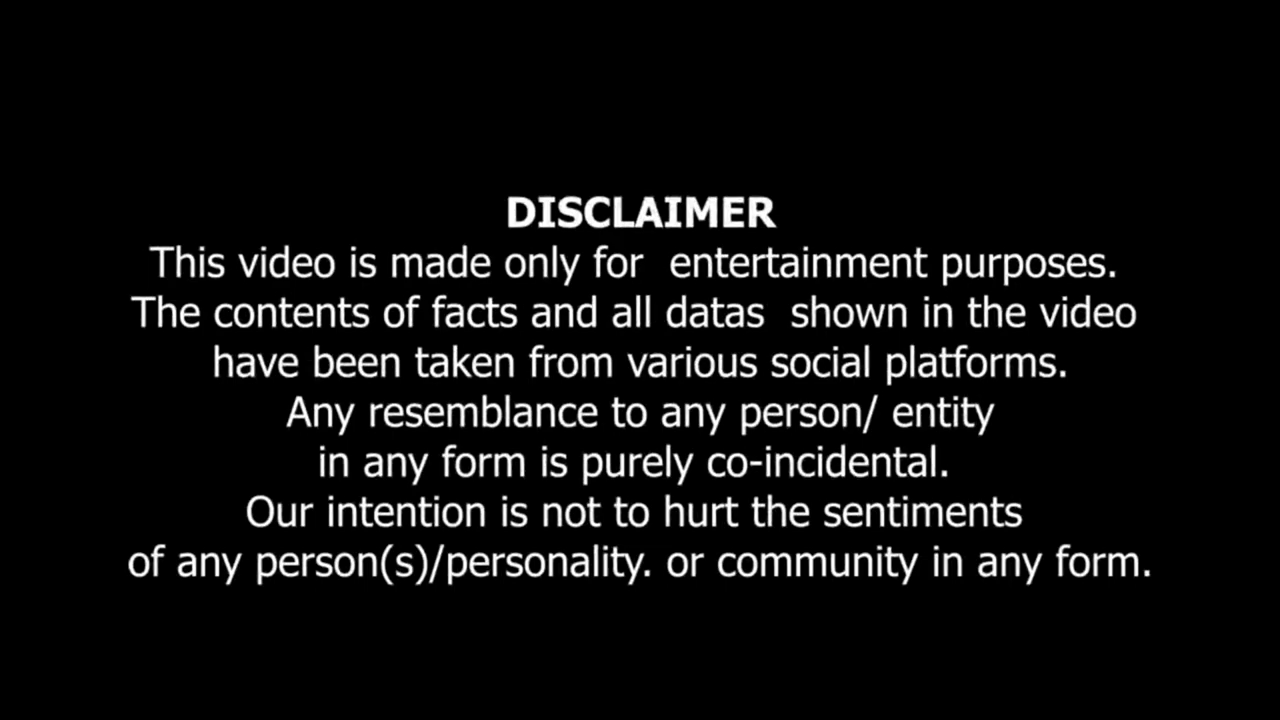 DISCLAIMER
This video is made only for  entertainment purposes.
The contents of facts and all datas  shown in the video
have been taken from various social platforms.
Any resemblance to any person/ entity
in any form is purely co-incidental.
Our intention is not to hurt the sentiments
of any person(s)/personality. or community in any form.